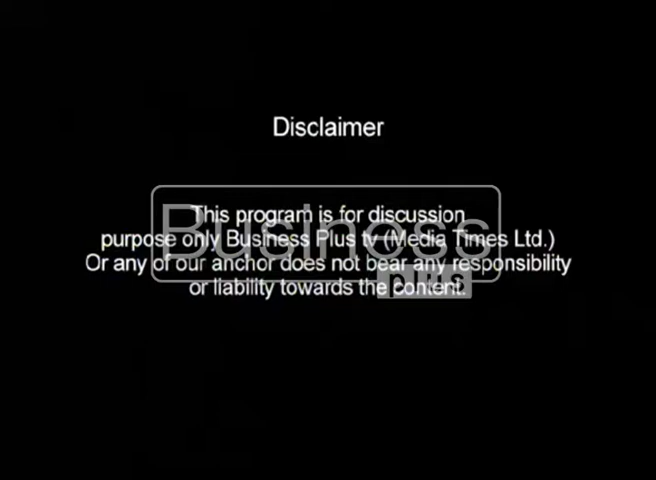 Disclaimer
This program is for discussion
purpose only Business Plus tv (Media Times Ltd.)
Or any of our anchor does not bear any responsibility
or liability towards the content.
Business
plus